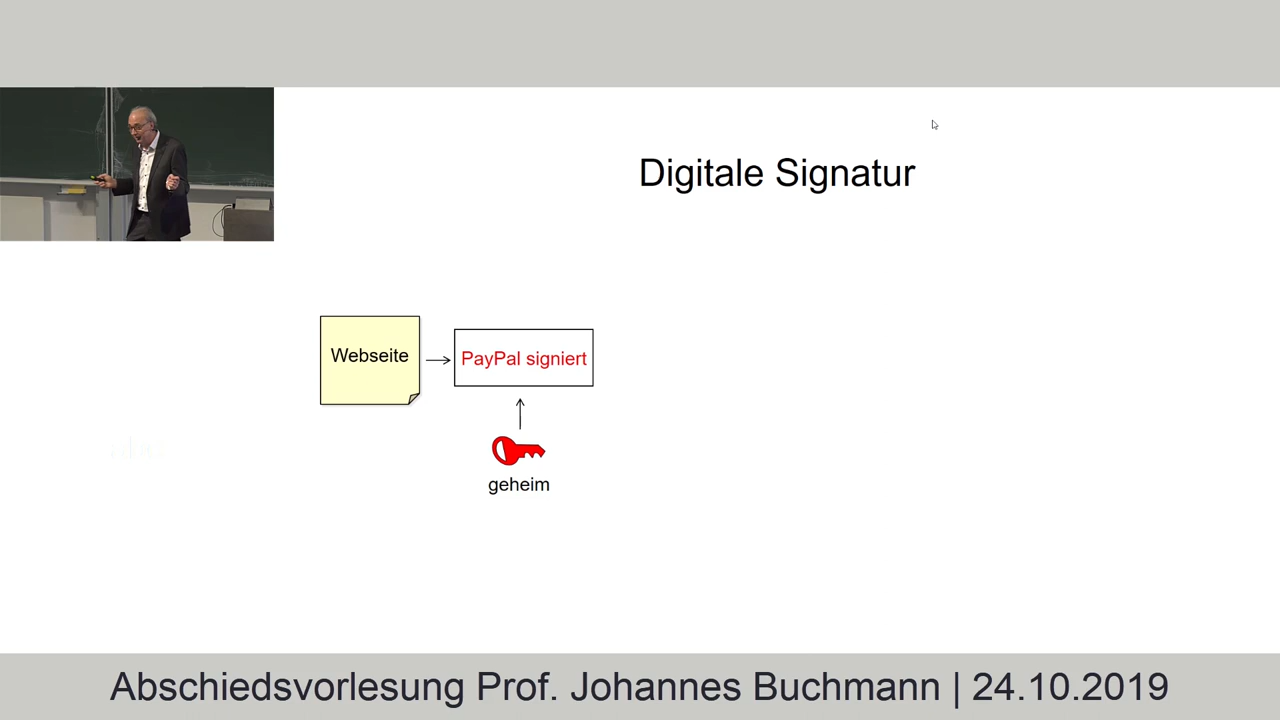 Digitale Signatur
Webseite
PayPal signiert
geheim
Abschiedsvorlesung Prof. Johannes Buchmann | 24.10.2019